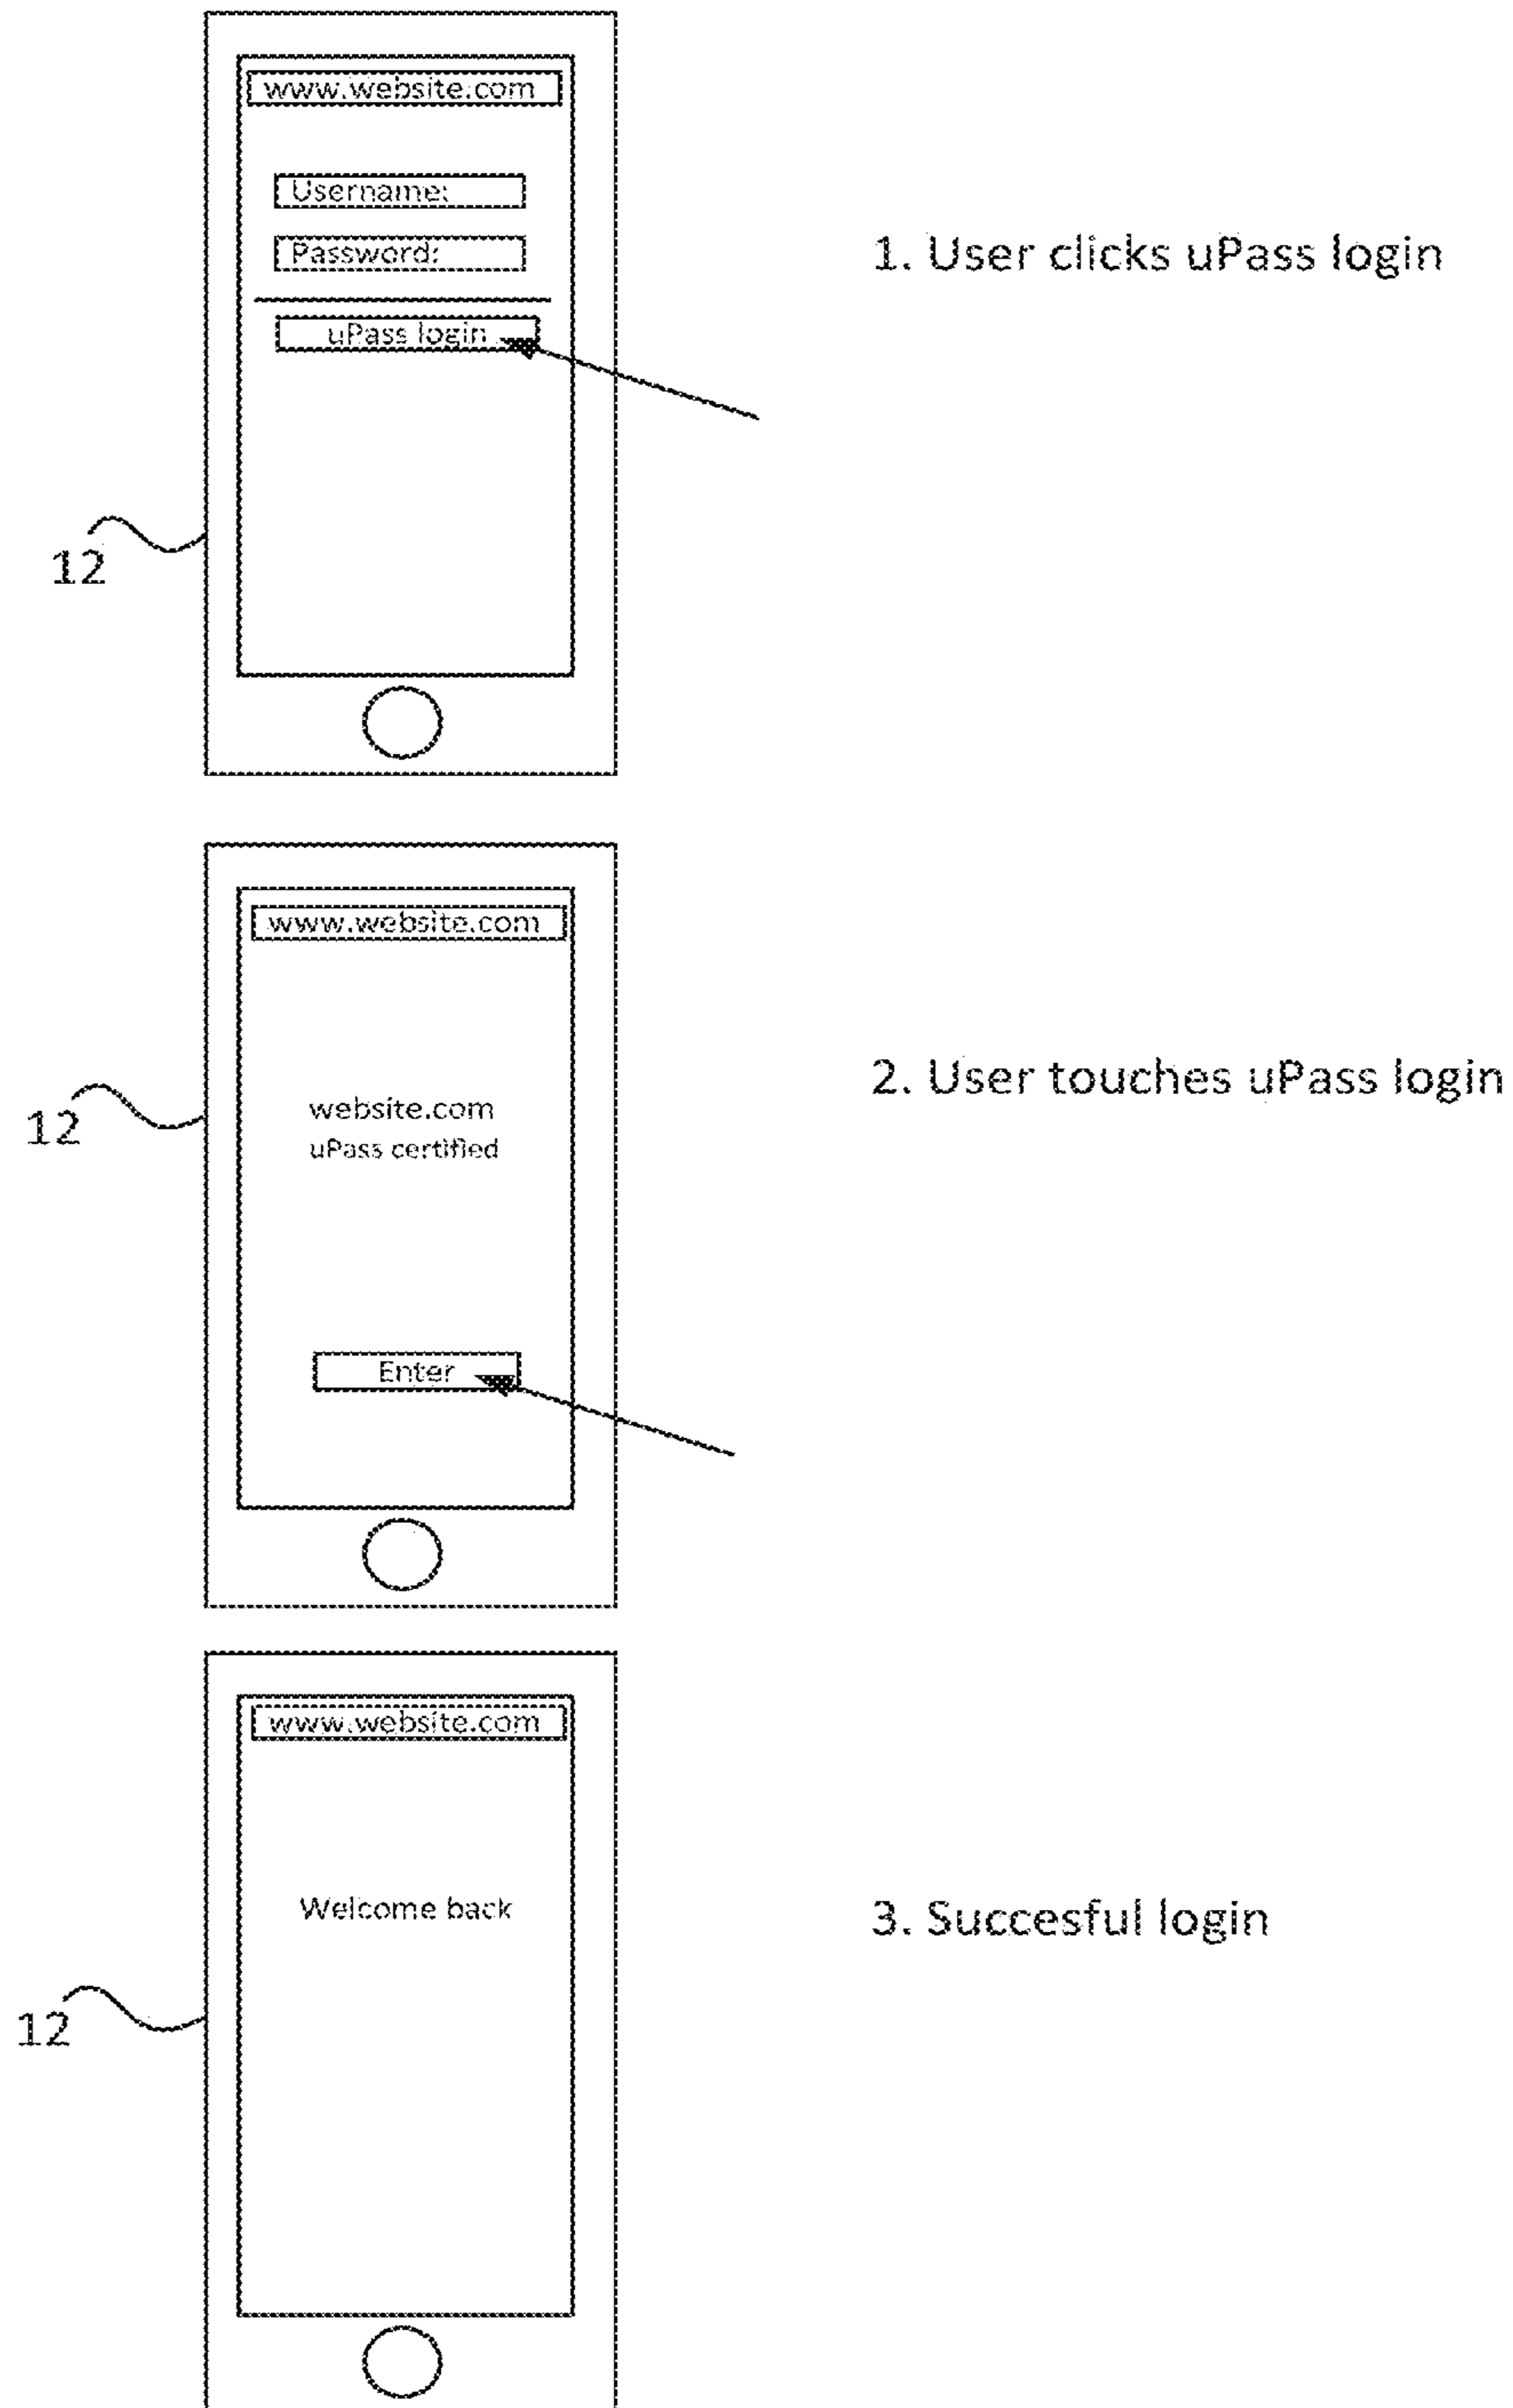 www.website.com
Username:
Password:
uPass login
1. User clicks uPass login
12
www.website.com
website.com
uPass certified
Enter
2. User touches uPass login
12
www.website.com
Welcome back
3. Succesful login
12